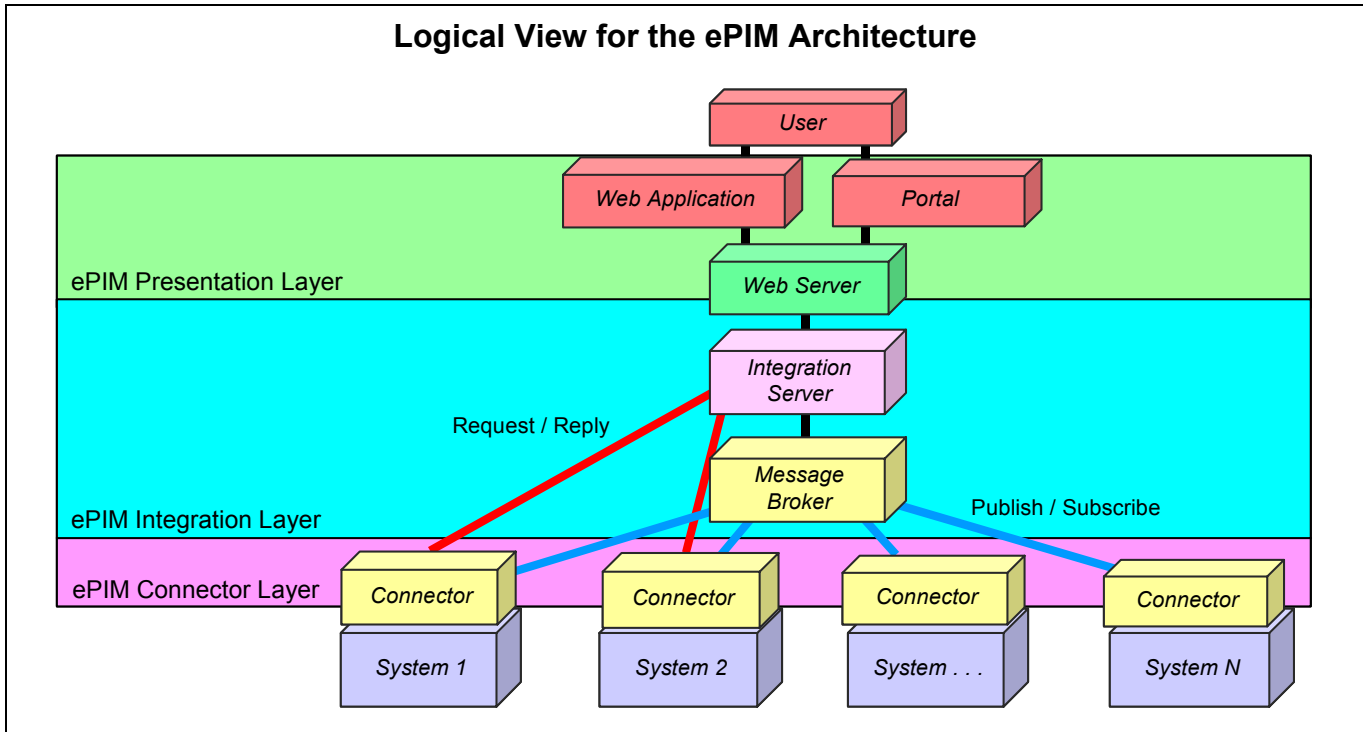 Logical View for the ePIM Architecture
User
Web Application
Portal
ePIM Presentation Layer
Web Server
Integration
Server
Request / Reply
Message
Broker
Publish / Subscribe
ePIM Integration Layer
ePIM Connector Layer
Connector
Connector
Connector
Connector
System 1
System 2
System . . .
System N